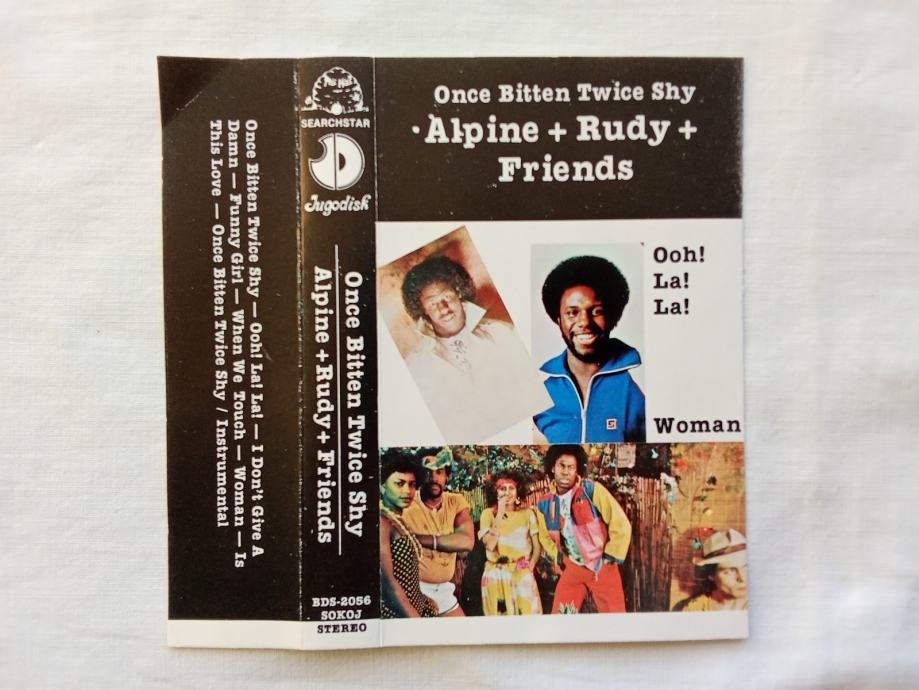 Once Bitten Twice Shy — Ooh! La! La! — I Don't Give A
Damn — Funny Girl — When We Touch — Woman — Is
This Love — Once Bitten Twice Shy / Instrumental
SEARCHSTAR
Jugodisk
Once Bitten Twice Shy
Alpine + Rudy + Friends
BDS-2056
SOKOJ
STEREO
Once Bitten Twice Shy
Alpine + Rudy +
Friends
Ooh!
La!
La!
Woman